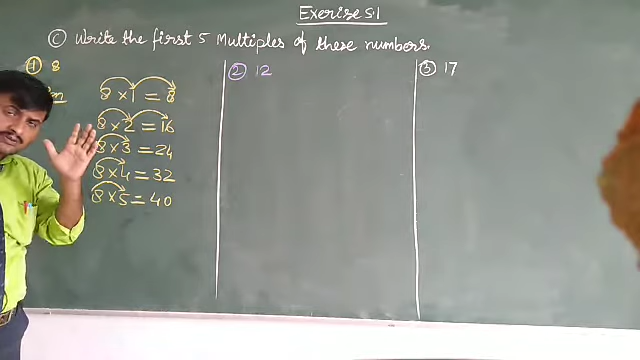 Exerize 5.1
(C) Write the first 5 Multiples of these numbers.
(1) 8
8 × 1 = 8
8 × 2 = 16
8 × 3 = 24
8 × 4 = 32
8 × 5 = 40
(2) 12
(3) 17